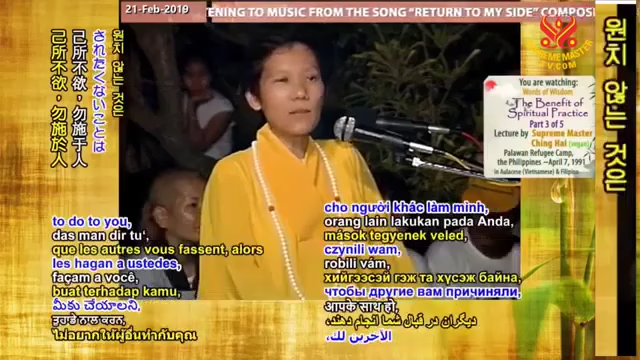 21-Feb-2019
TENING TO MUSIC FROM THE SONG “RETURN TO MY SIDE” COMPOS
SUPREME MASTER
TV.COM
You are watching:
Words of Wisdom
The Benefit of
Spiritual Practice
Part 3 of 5
Lecture by Supreme Master
Ching Hai (vegan)
Palawan Refugee Camp,
the Philippines ~April 7, 1991
in Aulacese (Vietnamese) & Filipino
원치 않는 것은
されたくないことは
己所不欲，勿施于人
己所不欲，勿施於人
원치 않는 것은
to do to you,
das man dir tu‘,
que les autres vous fassent, alors
les hagan a ustedes,
façam a você,
buat terhadap kamu,
మీకు చేయాలని,
ਤੁਹਾਡੇ ਨਾਲ ਕਰਨ,
ไม่อยากให้ผู้อื่นทำกับคุณ
cho người khác làm mình,
orang lain lakukan pada Anda,
mások tegyenek veled,
czynili wam,
robili vám,
хийгээсэй гэж та хүсэж байна,
чтобы другие вам причиняли,
आपके साथ हो,
دیگران در قبال شما انجام دهند،
الآخرين لك،